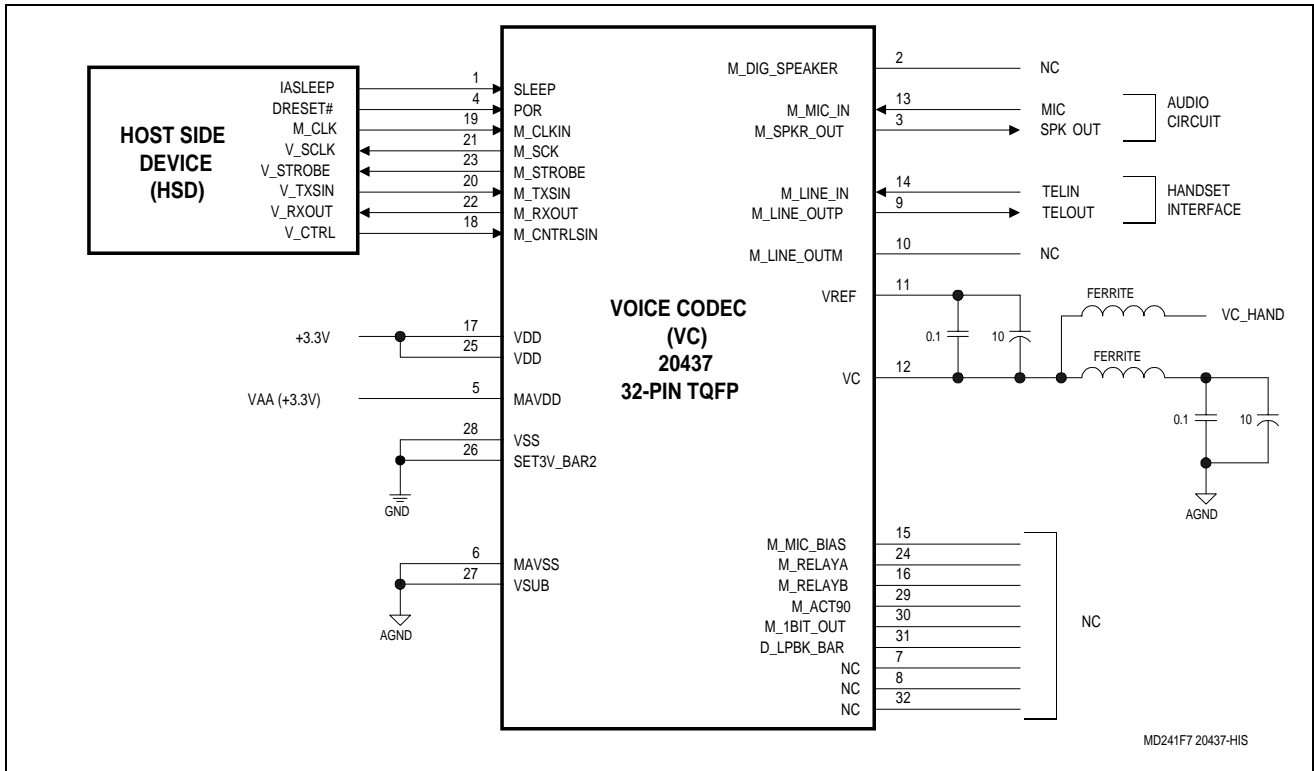 HOST SIDE
DEVICE
(HSD)
IASLEEP
DRESET#
M_CLK
V_SCLK
V_STROBE
V_TXSIN
V_RXOUT
V_CTRL
1
4
19
21
23
20
22
18
SLEEP
POR
M_CLKIN
M_SCK
M_STROBE
M_TXSIN
M_RXOUT
M_CNTRLSIN
+3.3V
17
25
VDD
VDD
VAA (+3.3V)
5
MAVDD
28
26
VSS
SET3V_BAR2
GND
6
27
MAVSS
VSUB
AGND
VOICE CODEC
(VC)
20437
32-PIN TQFP
M_DIG_SPEAKER
2
NC
M_MIC_IN
13
MIC
M_SPKR_OUT
3
SPK OUT
AUDIO
CIRCUIT
M_LINE_IN
14
TELIN
M_LINE_OUTP
9
TELOUT
HANDSET
INTERFACE
M_LINE_OUTM
10
NC
VREF
11
0.1
10
VC
12
FERRITE
VC_HAND
FERRITE
0.1
10
AGND
M_MIC_BIAS
15
M_RELAYA
24
M_RELAYB
16
M_ACT90
29
M_1BIT_OUT
30
D_LPBK_BAR
31
NC
7
NC
8
NC
32
NC
MD241F7 20437-HIS